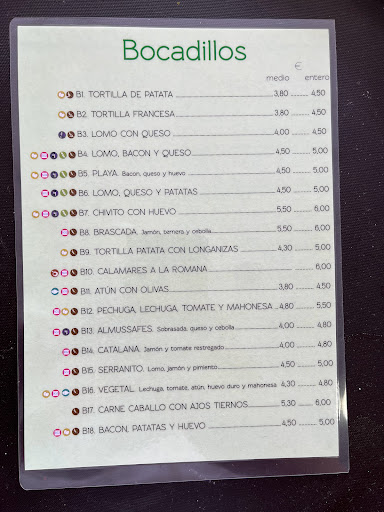 Bocadillos
€
medio entero
B1. TORTILLA DE PATATA 3,80 4,50
B2. TORTILLA FRANCESA 3,80 4,50
B3. LOMO CON QUESO 4,00 4,50
B4. LOMO, BACON Y QUESO 4,50 5,00
B5. PLAYA. Bacon, queso y huevo 4,50 5,00
B6. LOMO, QUESO Y PATATAS 4,50 5,00
B7. CHIVITO CON HUEVO 5,50 6,00
B8. BRASCADA. Jamón, ternera y cebolla 5,50 6,00
B9. TORTILLA PATATA CON LONGANIZAS 4,30 5,00
B10. CALAMARES A LA ROMANA 6,00
B11. ATÚN CON OLIVAS 3,80 4,50
B12. PECHUGA, LECHUGA, TOMATE Y MAHONESA 4,80 5,50
B13. ALMUSSAFES. Sobrasada, queso y cebolla 4,00 4,80
B14. CATALANA. Jamón y tomate restregado 4,00 4,80
B15. SERRANITO. Lomo, jamón y pimiento 4,50 5,00
B16. VEGETAL. Lechuga, tomate, atún, huevo duro y mahonesa 4,30 4,80
B17. CARNE CABALLO CON AJOS TIERNOS 5,30 6,00
B18. BACON, PATATAS Y HUEVO 4,50 5,00